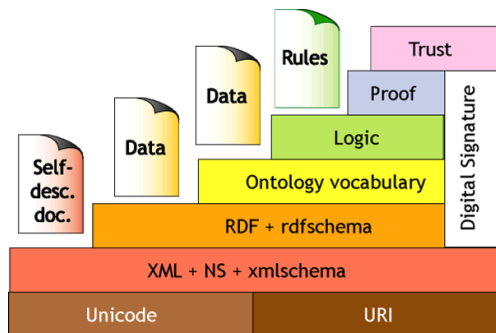 Trust
Rules
Proof
Data
Logic
Data
Digital Signature
Self-
desc.
doc.
Ontology vocabulary
RDF + rdfschema
XML + NS + xmlschema
Unicode
URI